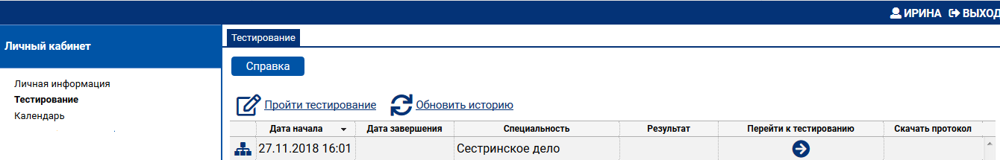 ИРИНА ВЫХОД
Личный кабинет
Тестирование
Справка
Личная информация
Тестирование
Календарь
Пройти тестирование Обновить историю
Дата начала Дата завершения Специальность Результат Перейти к тестированию Скачать протокол
27.11.2018 16:01 Сестринское дело